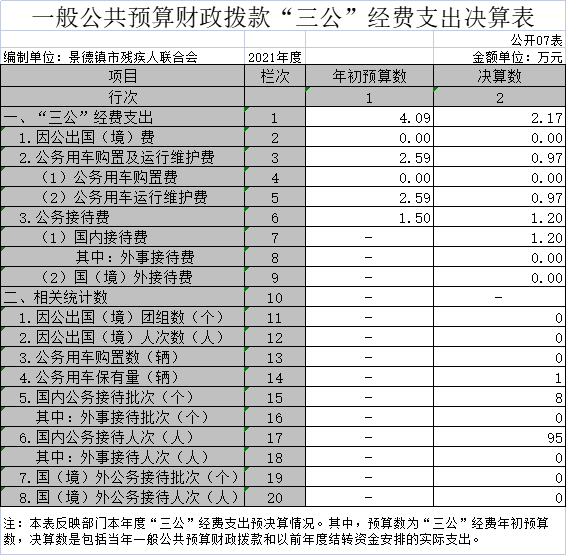 一般公共预算财政拨款“三公”经费支出决算表
公开07表
编制单位：景德镇市残疾人联合会 2021年度 金额单位：万元
项目 栏次 年初预算数 决算数
行次 1 2
一、“三公”经费支出 1 4.09 2.17
1.因公出国（境）费 2 0.00 0.00
2.公务用车购置及运行维护费 3 2.59 0.97
（1）公务用车购置费 4 0.00 0.00
（2）公务用车运行维护费 5 2.59 0.97
3.公务接待费 6 1.50 1.20
（1）国内接待费 7 — 1.20
其中：外事接待费 8 — 0.00
（2）国（境）外接待费 9 — 0.00
二、相关统计数 10 — —
1.因公出国（境）团组数（个） 11 — 0
2.因公出国（境）人次数（人） 12 — 0
3.公务用车购置数（辆） 13 — 0
4.公务用车保有量（辆） 14 — 1
5.国内公务接待批次（个） 15 — 8
其中：外事接待批次（个） 16 — 0
6.国内公务接待人次（人） 17 — 95
其中：外事接待人次（人） 18 — 0
7.国（境）外公务接待批次（个） 19 — 0
8.国（境）外公务接待人次（人） 20 — 0
注：本表反映部门本年度“三公”经费支出预决算情况。其中，预算数为“三公”经费年初预算
数，决算数是包括当年一般公共预算财政拨款和以前年度结转资金安排的实际支出。